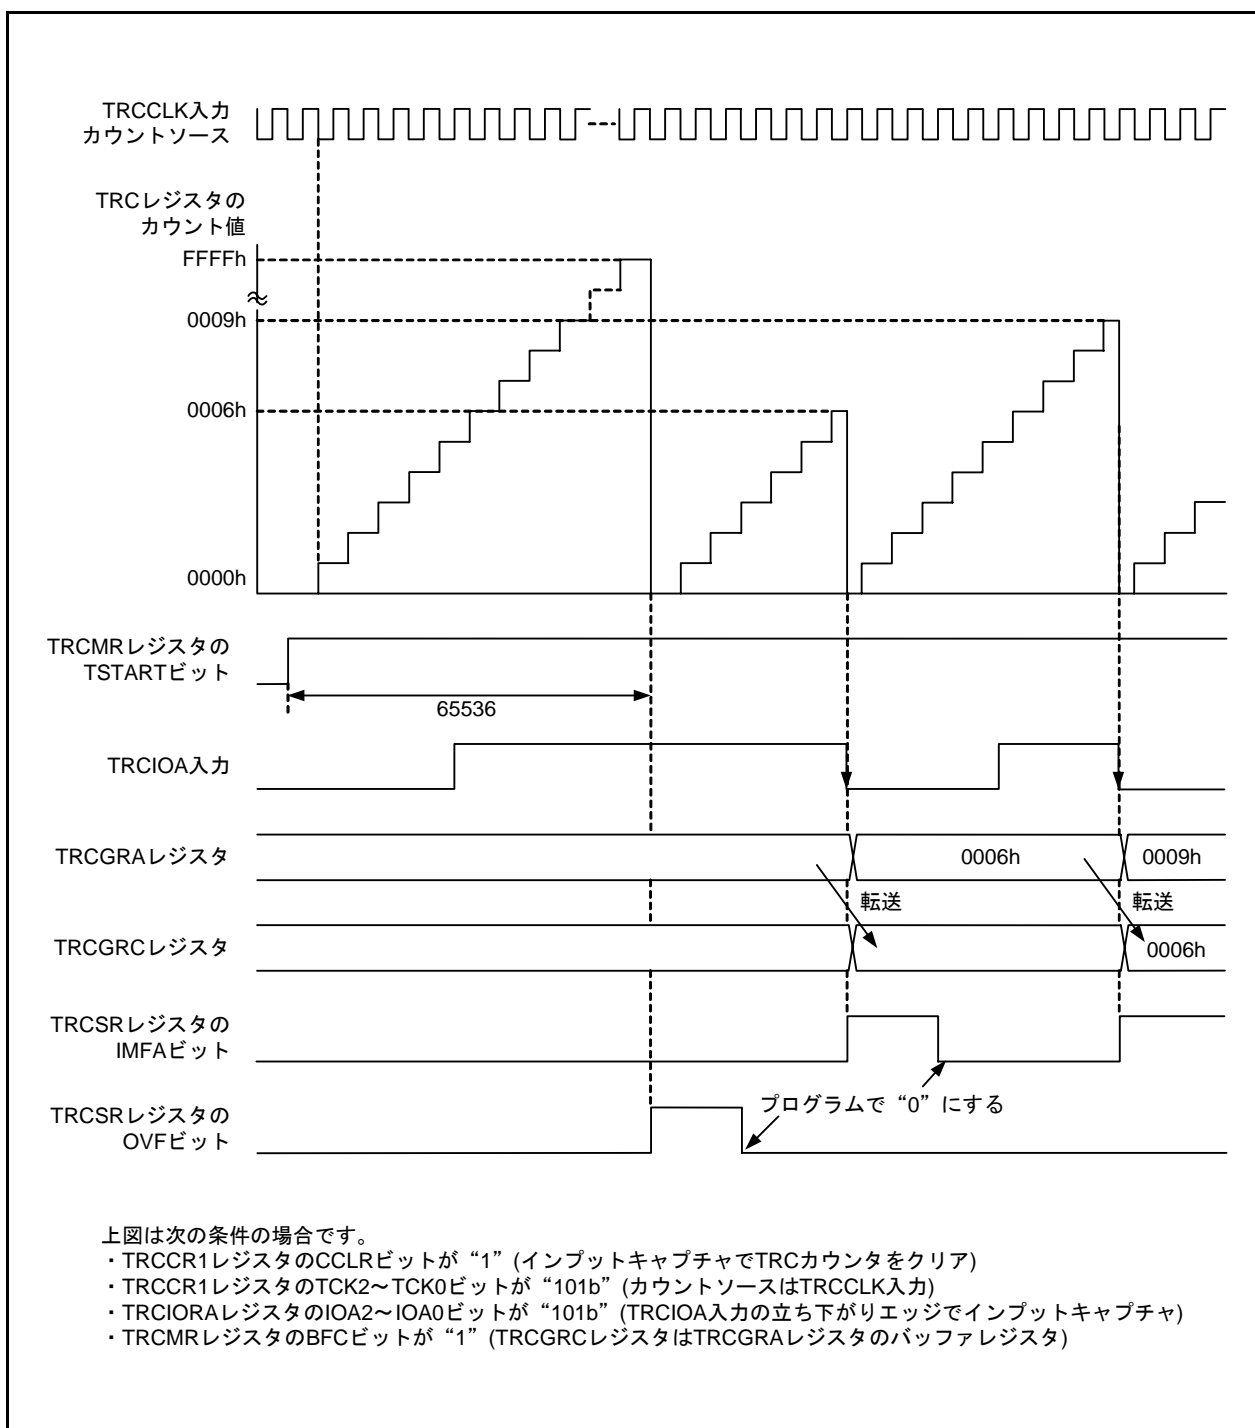 TRCCLK入力
カウントソース
TRCレジスタの
カウント値
FFFFh
0009h
0006h
0000h
TRCMRレジスタの
TSTARTビット
65536
TRCIOA入力
TRCGRAレジスタ
0006h
0009h
転送
転送
TRCGRCレジスタ
0006h
TRCSRレジスタの
IMFAビット
プログラムで“0”にする
TRCSRレジスタの
OVFビット
上図は次の条件の場合です。
・TRCCR1レジスタのCCLRビットが“1”(インプットキャプチャでTRCカウンタをクリア)
・TRCCR1レジスタのTCK2～TCK0ビットが“101b”(カウントソースはTRCCLK入力)
・TRCIORAレジスタのIOA2～IOA0ビットが“101b”(TRCIOA入力の立ち下がりエッジでインプットキャプチャ)
・TRCMRレジスタのBFCビットが“1”(TRCGRCレジスタはTRCGRAレジスタのバッファレジスタ)